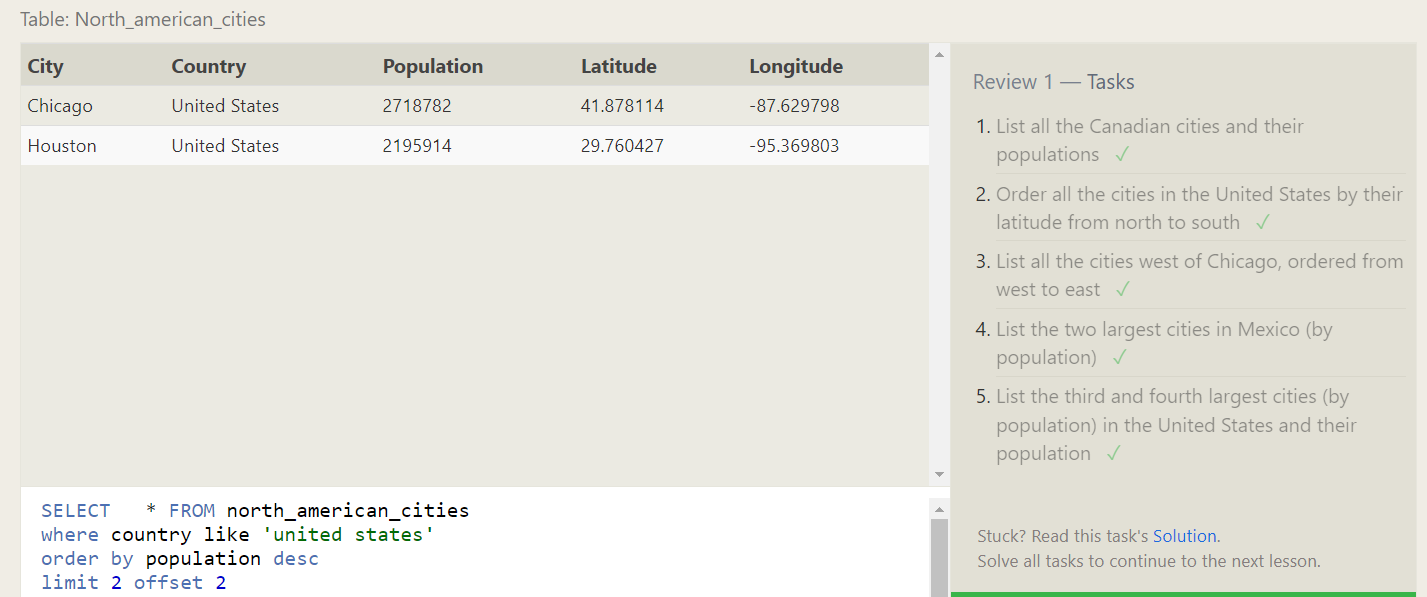 Table: North_american_cities
City Country Population Latitude Longitude
Chicago United States 2718782 41.878114 -87.629798
Houston United States 2195914 29.760427 -95.369803
SELECT   * FROM north_american_cities
where country like 'united states'
order by population desc
limit 2 offset 2
Review 1 — Tasks
1. List all the Canadian cities and their
populations ✓
2. Order all the cities in the United States by their
latitude from north to south ✓
3. List all the cities west of Chicago, ordered from
west to east ✓
4. List the two largest cities in Mexico (by
population) ✓
5. List the third and fourth largest cities (by
population) in the United States and their
population ✓
Stuck? Read this task's Solution.
Solve all tasks to continue to the next lesson.